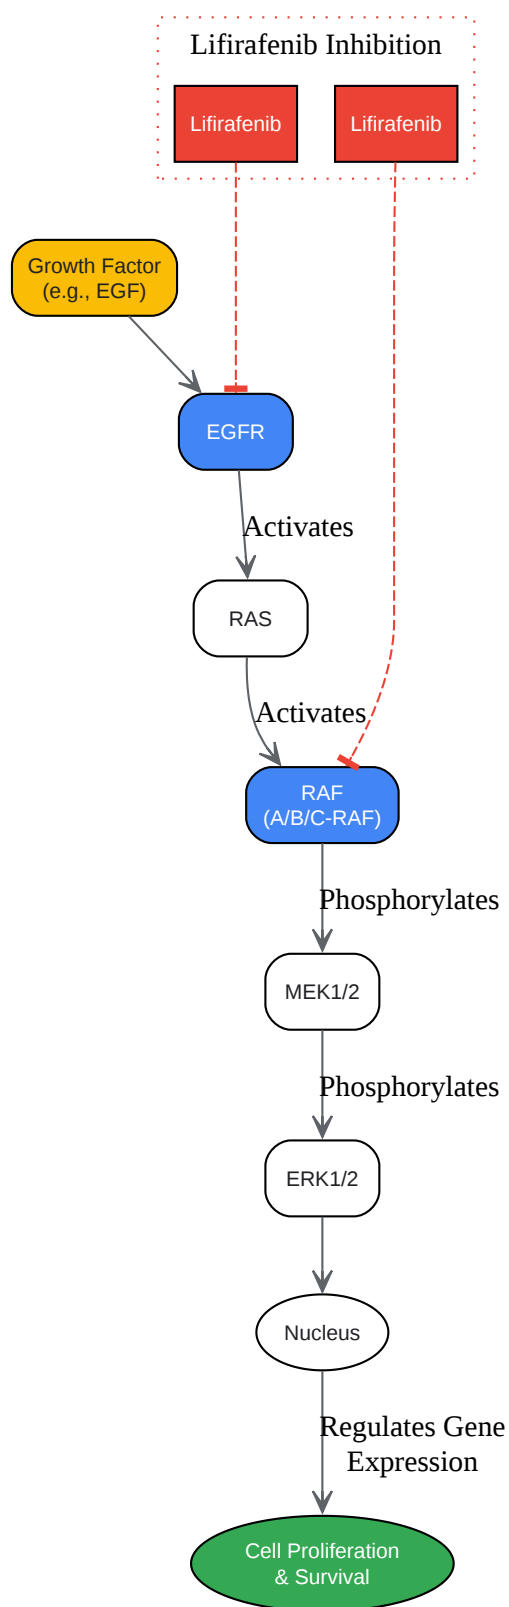 Lifirafenib Inhibition
Lifirafenib
Lifirafenib
Growth Factor
(e.g., EGF)
EGFR
Activates
RAS
Activates
RAF
(A/B/C-RAF)
Phosphorylates
MEK1/2
Phosphorylates
ERK1/2
Nucleus
Regulates Gene
Expression
Cell Proliferation
& Survival